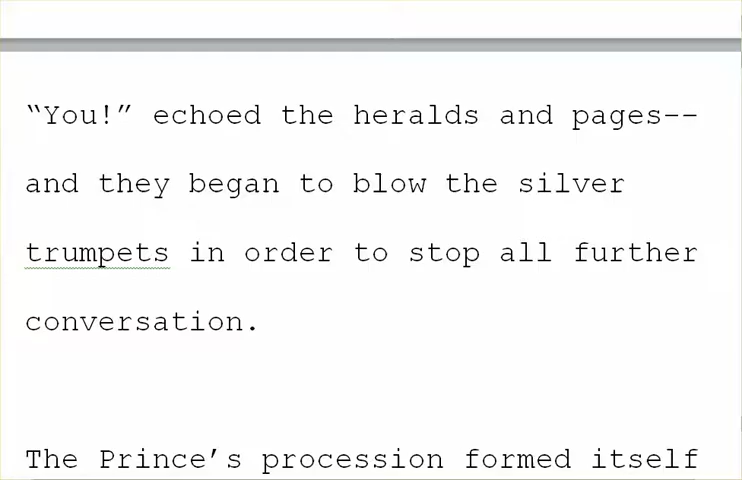 “You!” echoed the heralds and pages--
and they began to blow the silver
trumpets in order to stop all further
conversation.
The Prince’s procession formed itself